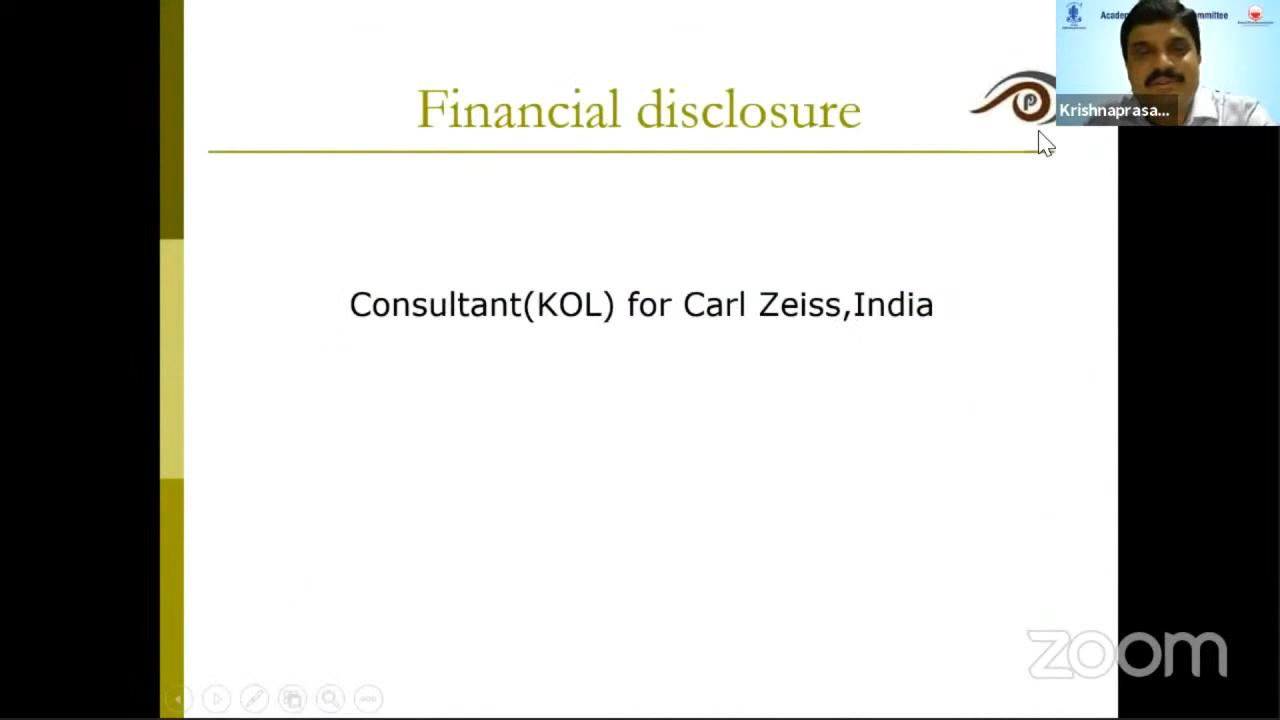 Financial disclosure
Krishnaprasa...
Consultant(KOL) for Carl Zeiss,India
zoom